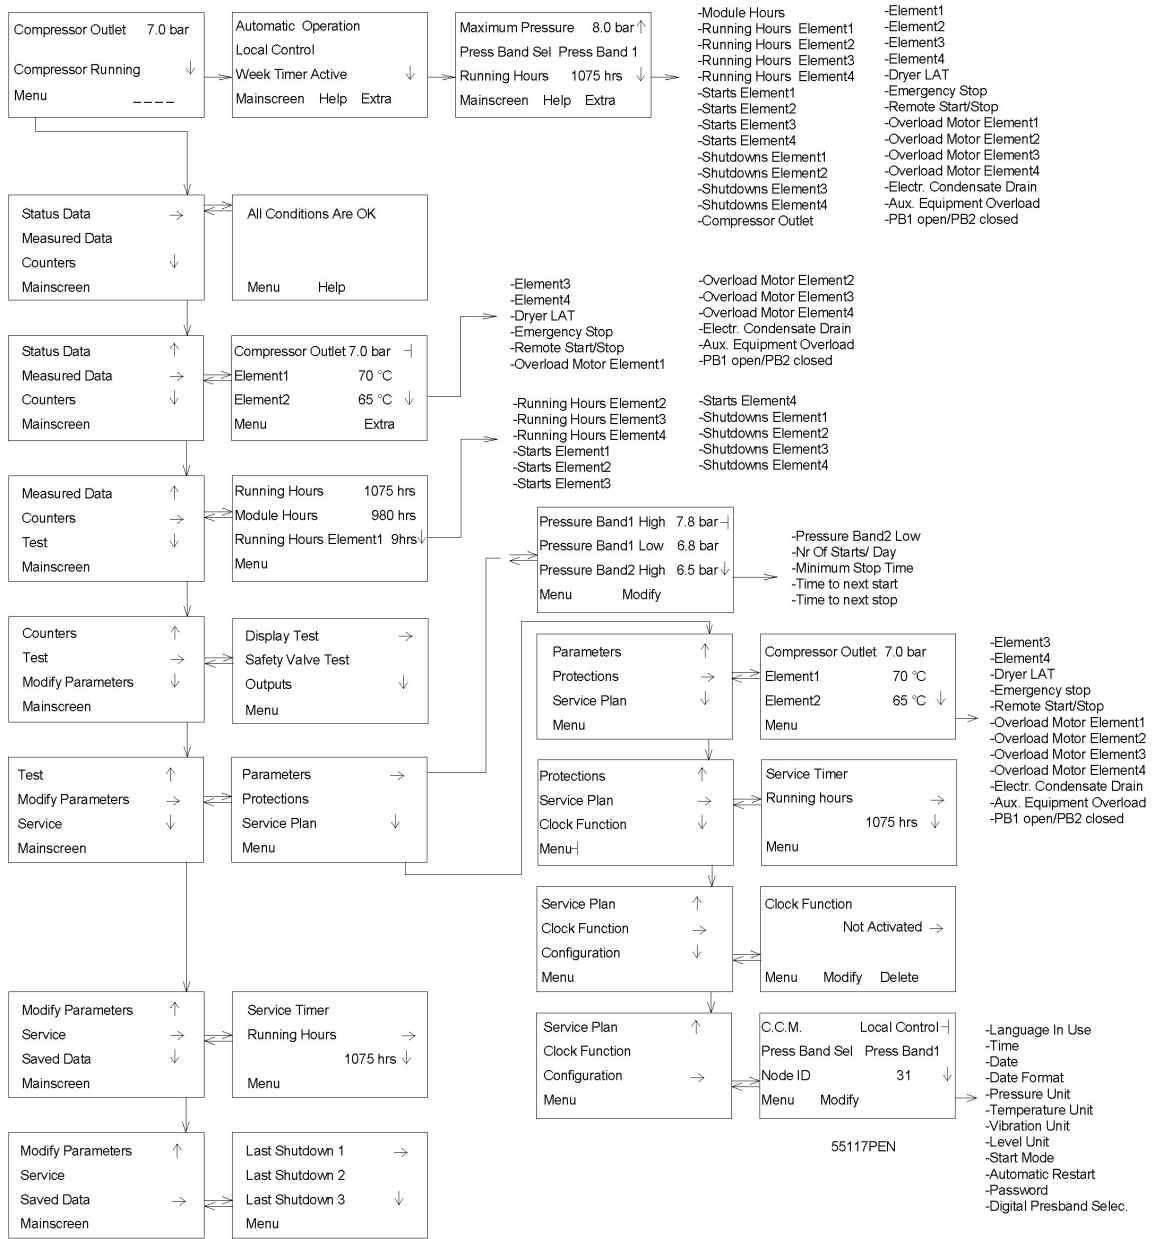 Compressor Outlet 7.0 bar
Compressor Running ↓
Menu _ _ _ _
Automatic Operation
Local Control
Week Timer Active ↓
Mainscreen Help Extra
Maximum Pressure 8.0 bar ↑
Press Band Sel Press Band 1
Running Hours 1075 hrs ↓
Mainscreen Help Extra
-Module Hours
-Running Hours Element1
-Running Hours Element2
-Running Hours Element3
-Running Hours Element4
-Starts Element1
-Starts Element2
-Starts Element3
-Starts Element4
-Shutdowns Element1
-Shutdowns Element2
-Shutdowns Element3
-Shutdowns Element4
-Compressor Outlet
-Element1
-Element2
-Element3
-Element4
-Dryer LAT
-Emergency Stop
-Remote Start/Stop
-Overload Motor Element1
-Overload Motor Element2
-Overload Motor Element3
-Overload Motor Element4
-Electr. Condensate Drain
-Aux. Equipment Overload
-PB1 open/PB2 closed
Status Data →
Measured Data
Counters ↓
Mainscreen
All Conditions Are OK
Menu Help
Status Data ↑
Measured Data →
Counters ↓
Mainscreen
Compressor Outlet 7.0 bar ⊣
Element1 70 °C
Element2 65 °C ↓
Menu Extra
-Element3
-Element4
-Dryer LAT
-Emergency Stop
-Remote Start/Stop
-Overload Motor Element1
-Overload Motor Element2
-Overload Motor Element3
-Overload Motor Element4
-Electr. Condensate Drain
-Aux. Equipment Overload
-PB1 open/PB2 closed
Measured Data ↑
Counters →
Test ↓
Mainscreen
Running Hours 1075 hrs
Module Hours 980 hrs
Running Hours Element1 9hrs ↓
Menu
-Running Hours Element2
-Running Hours Element3
-Running Hours Element4
-Starts Element1
-Starts Element2
-Starts Element3
-Starts Element4
-Shutdowns Element1
-Shutdowns Element2
-Shutdowns Element3
-Shutdowns Element4
Counters ↑
Test →
Modify Parameters ↓
Mainscreen
Display Test →
Safety Valve Test
Outputs ↓
Menu
Test ↑
Modify Parameters →
Service ↓
Mainscreen
Parameters →
Protections
Service Plan ↓
Menu
Pressure Band1 High 7.8 bar ⊣
Pressure Band1 Low 6.8 bar
Pressure Band2 High 6.5 bar ↓
Menu Modify
-Pressure Band2 Low
-Nr Of Starts/ Day
-Minimum Stop Time
-Time to next start
-Time to next stop
Parameters ↑
Protections →
Service Plan ↓
Menu
Compressor Outlet 7.0 bar
Element1 70 °C
Element2 65 °C ↓
Menu
-Element3
-Element4
-Dryer LAT
-Emergency stop
-Remote Start/Stop
-Overload Motor Element1
-Overload Motor Element2
-Overload Motor Element3
-Overload Motor Element4
-Electr. Condensate Drain
-Aux. Equipment Overload
-PB1 open/PB2 closed
Protections ↑
Service Plan →
Clock Function ↓
Menu ⊣
Service Timer
Running hours →
1075 hrs ↓
Menu
Service Plan ↑
Clock Function →
Configuration ↓
Menu
Clock Function
Not Activated →
Menu Modify Delete
Service Plan ↑
Clock Function
Configuration →
Menu
C.C.M. Local Control ⊣
Press Band Sel Press Band1
Node ID 31 ↓
Menu Modify
-Language In Use
-Time
-Date
-Date Format
-Pressure Unit
-Temperature Unit
-Vibration Unit
-Level Unit
-Start Mode
-Automatic Restart
-Password
-Digital Presband Selec.
Modify Parameters ↑
Service →
Saved Data ↓
Mainscreen
Service Timer
Running Hours →
1075 hrs ↓
Menu
Modify Parameters ↑
Service
Saved Data →
Mainscreen
Last Shutdown 1 →
Last Shutdown 2
Last Shutdown 3 ↓
Menu
55117PEN